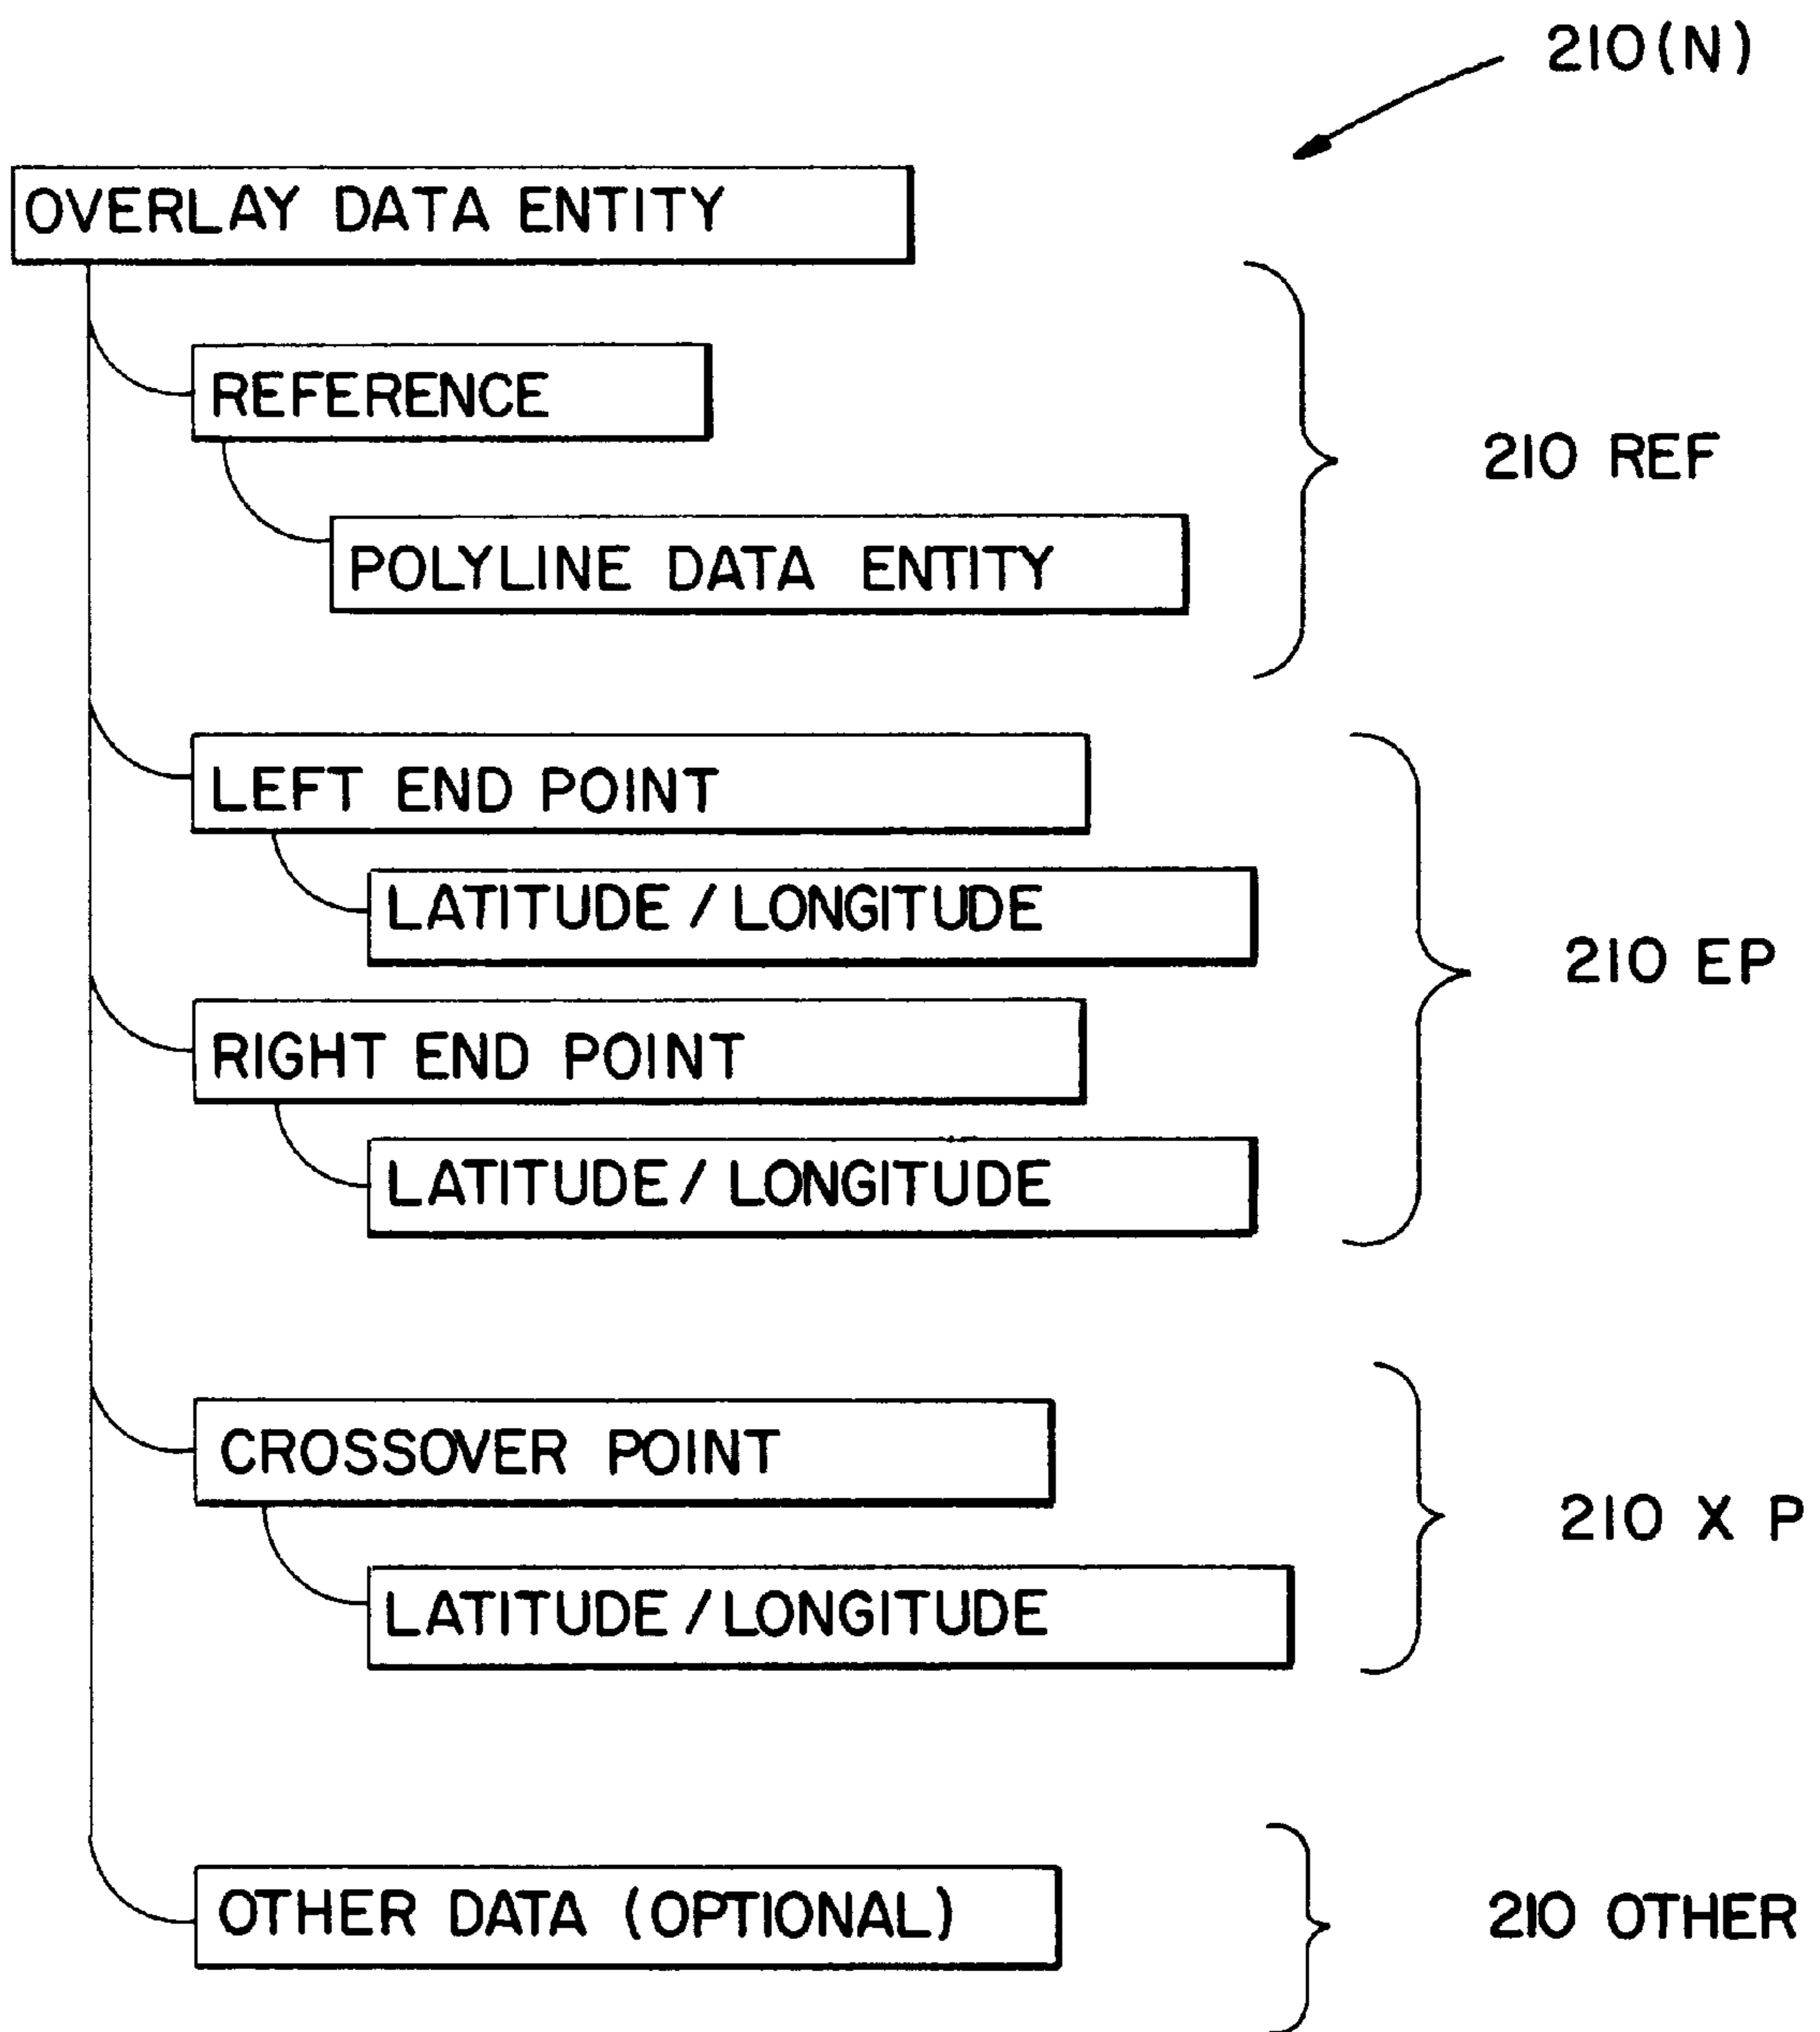 210(N)
OVERLAY DATA ENTITY
REFERENCE
210 REF
POLYLINE DATA ENTITY
LEFT END POINT
LATITUDE / LONGITUDE
210 EP
RIGHT END POINT
LATITUDE / LONGITUDE
CROSSOVER POINT
210 X P
LATITUDE / LONGITUDE
OTHER DATA (OPTIONAL)
210 OTHER